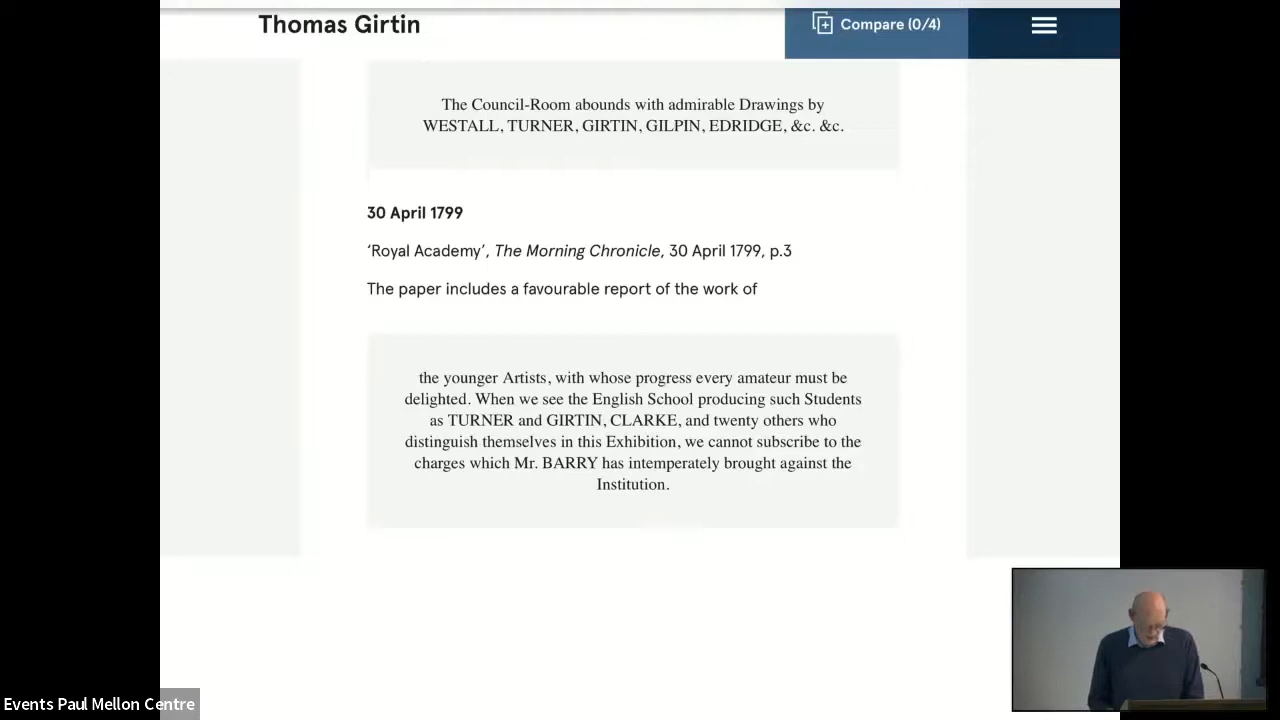 Thomas Girtin
Compare (0/4)
The Council-Room abounds with admirable Drawings by
WESTALL, TURNER, GIRTIN, GILPIN, EDRIDGE, &c. &c.
30 April 1799
‘Royal Academy’, The Morning Chronicle, 30 April 1799, p.3
The paper includes a favourable report of the work of
the younger Artists, with whose progress every amateur must be
delighted. When we see the English School producing such Students
as TURNER and GIRTIN, CLARKE, and twenty others who
distinguish themselves in this Exhibition, we cannot subscribe to the
charges which Mr. BARRY has intemperately brought against the
Institution.
Events Paul Mellon Centre